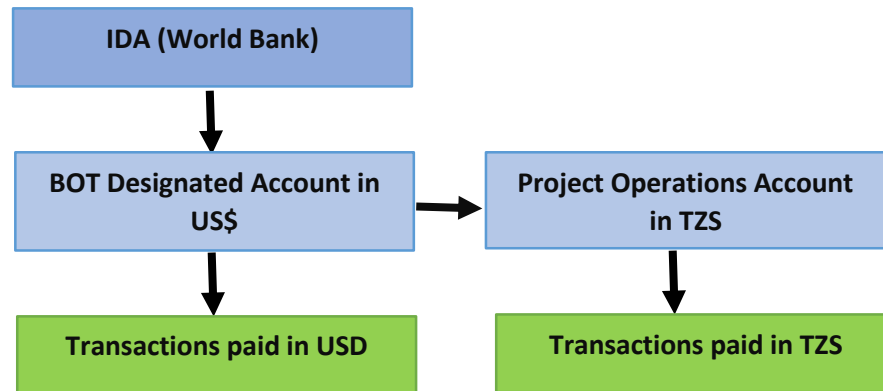 IDA (World Bank)
BOT Designated Account in
US$
Project Operations Account
in TZS
Transactions paid in USD
Transactions paid in TZS